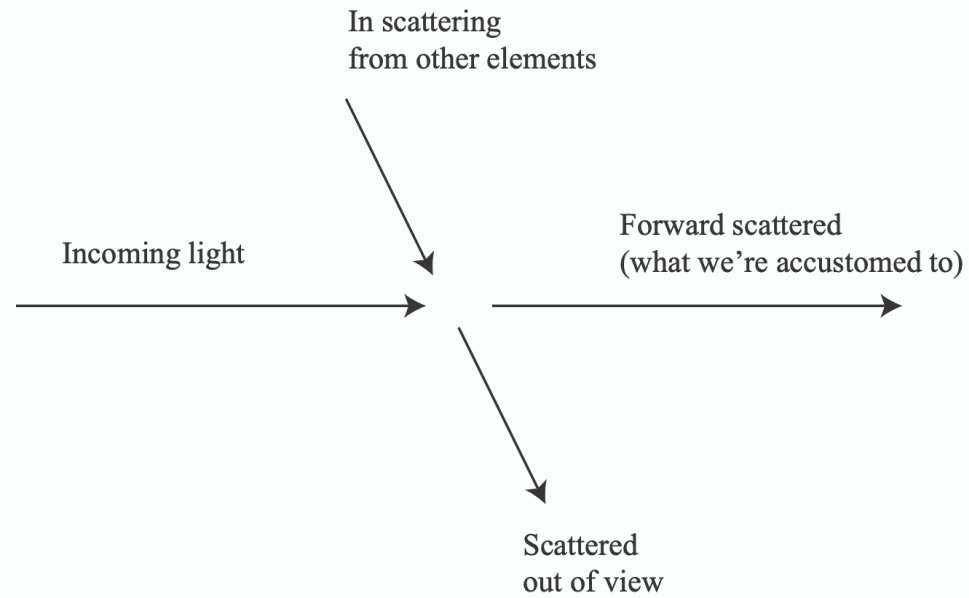 In scattering
from other elements
Incoming light
Forward scattered
(what we’re accustomed to)
Scattered
out of view